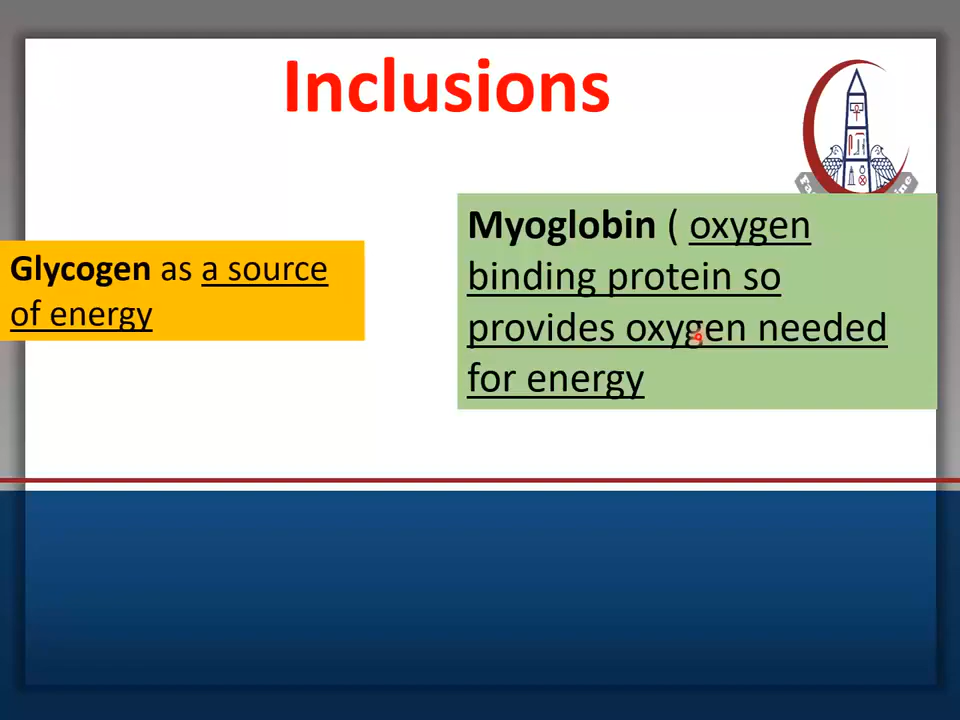 Inclusions
Glycogen as a source
of energy
Myoglobin ( oxygen
binding protein so
provides oxygen needed
for energy